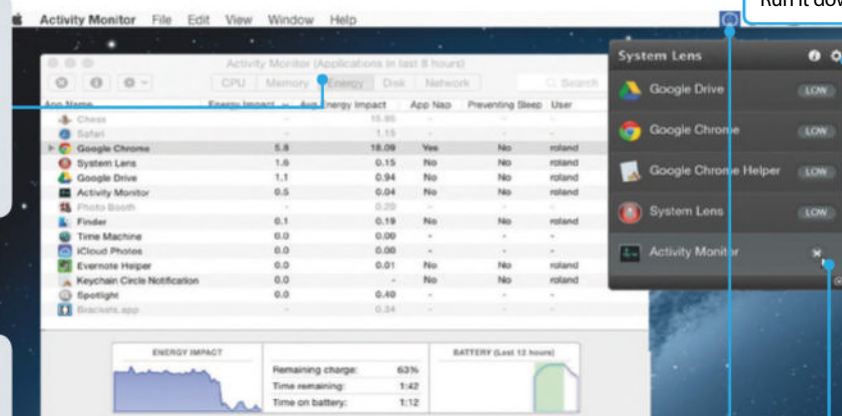 Run it dow
Activity Monitor File Edit View Window Help
Activity Monitor (Applications in last 8 hours)
CPU Memory Energy Disk Network Search
App Name Energy Impact Avg Energy Impact App Nap Preventing Sleep User
Chess - 15.95 - -
Safari - 1.15 - -
Google Chrome 5.8 18.09 Yes No roland
System Lens 1.6 0.15 No No roland
Google Drive 1.1 0.94 No No roland
Activity Monitor 0.5 0.04 No No roland
Photo Booth - 0.20 - -
Finder 0.1 0.19 No No roland
Time Machine 0.0 0.00 - - -
iCloud Photos 0.0 0.00 - - -
Evernote Helper 0.0 0.01 No No roland
Keychain Circle Notification 0.0 - No No roland
Spotlight 0.0 0.40 - - -
Brackets.app - 0.34 - -
ENERGY IMPACT
BATTERY (Last 12 hours)
Remaining charge: 63%
Time remaining: 1:42
Time on battery: 1:12
System Lens
Google Drive LOW
Google Chrome LOW
Google Chrome Helper LOW
System Lens LOW
Activity Monitor